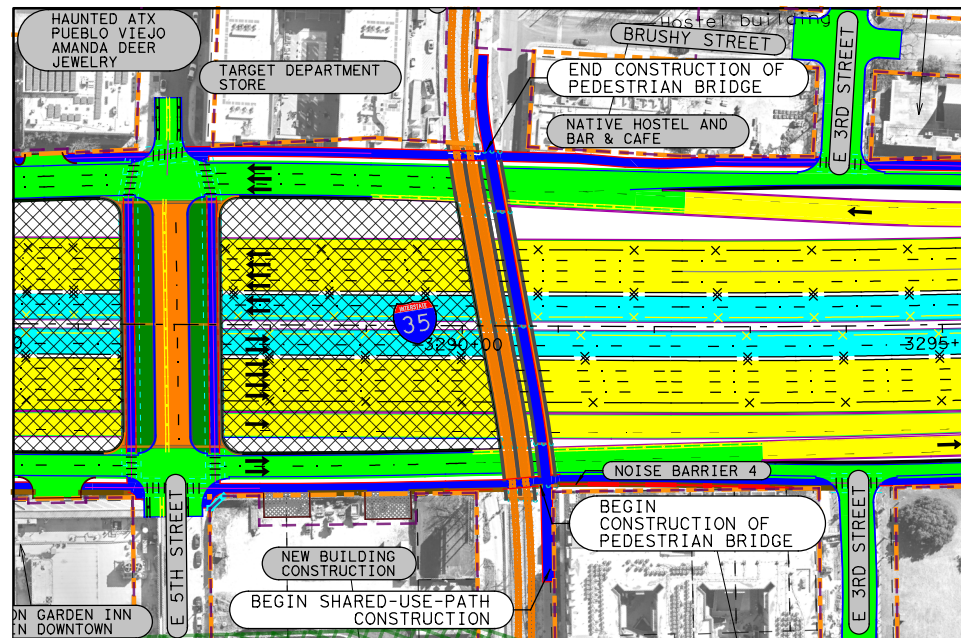 HAUNTED ATX
PUEBLO VIEJO
AMANDA DEER
JEWELRY
TARGET DEPARTMENT
STORE
Hostel building
BRUSHY STREET
END CONSTRUCTION OF
PEDESTRIAN BRIDGE
NATIVE HOSTEL AND
BAR & CAFE
E 3RD STREET
INTERSTATE
35
3290+00
3295+
NOISE BARRIER 4
BEGIN
CONSTRUCTION OF
PEDESTRIAN BRIDGE
E 5TH STREET
E 3RD STREET
NEW BUILDING
CONSTRUCTION
BEGIN SHARED-USE-PATH
CONSTRUCTION
ON GARDEN INN
N DOWNTOWN